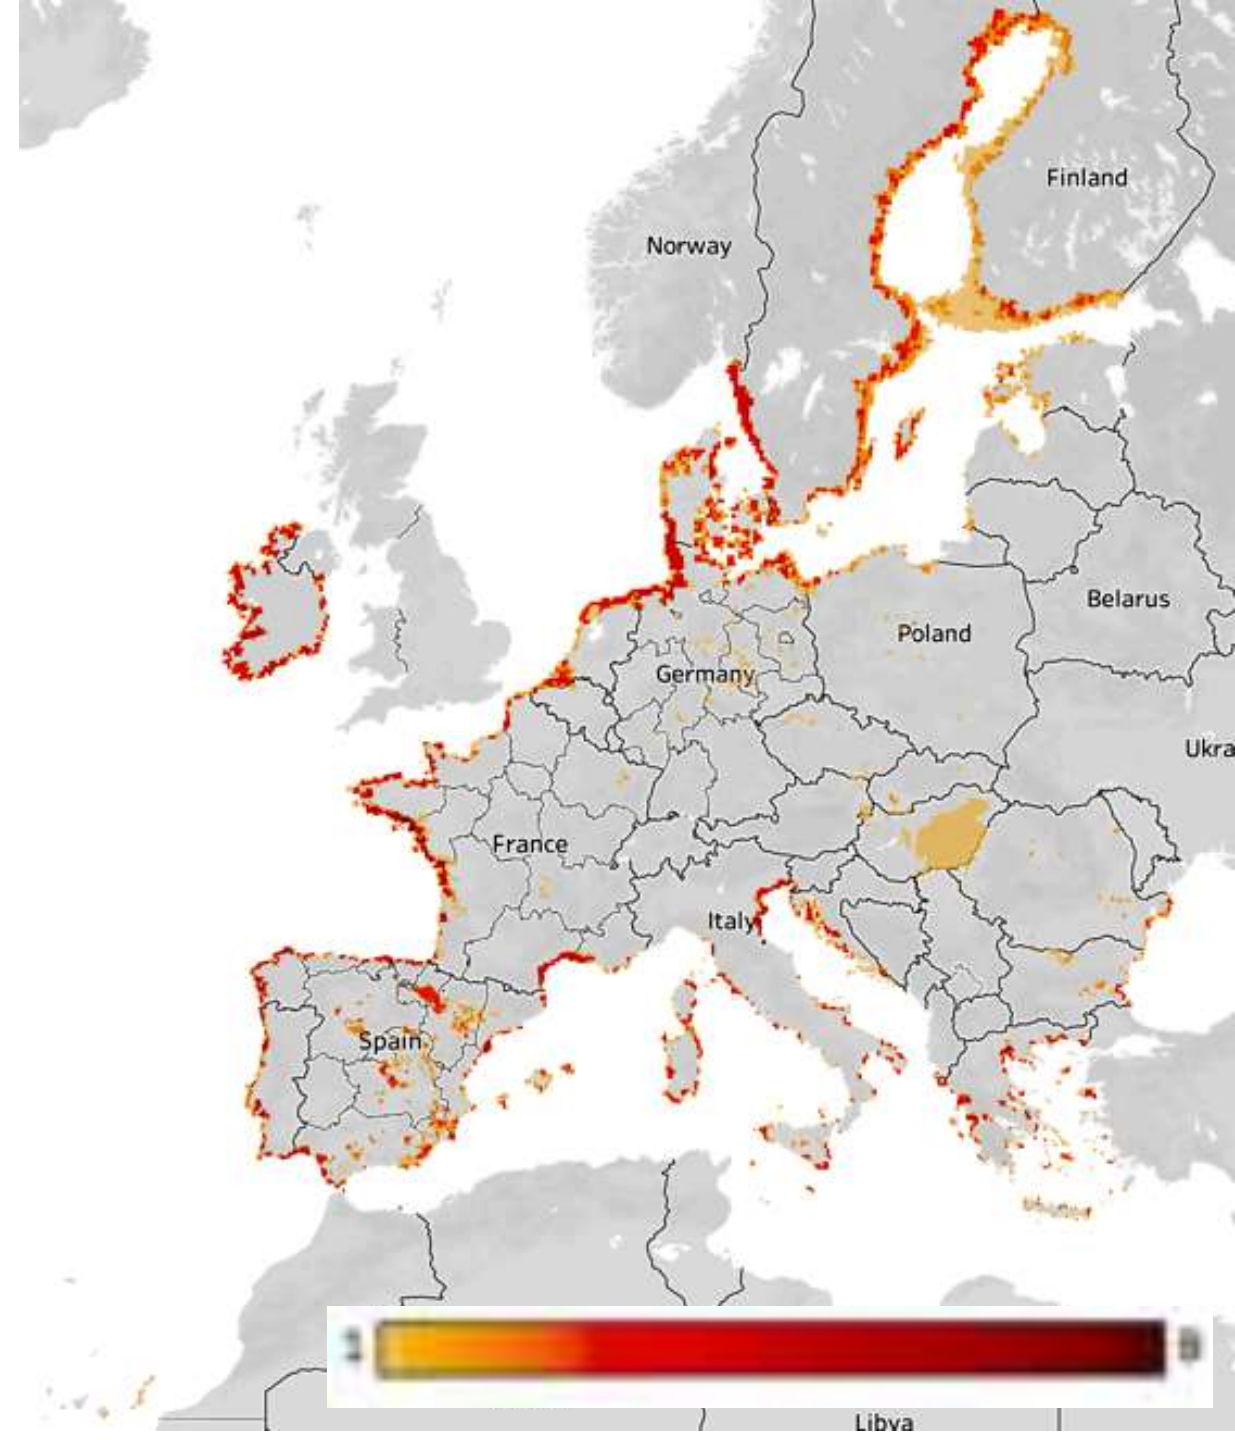 Finland
Norway
Belarus
Poland
Germany
Ukra
France
Italy
Spain
Libya